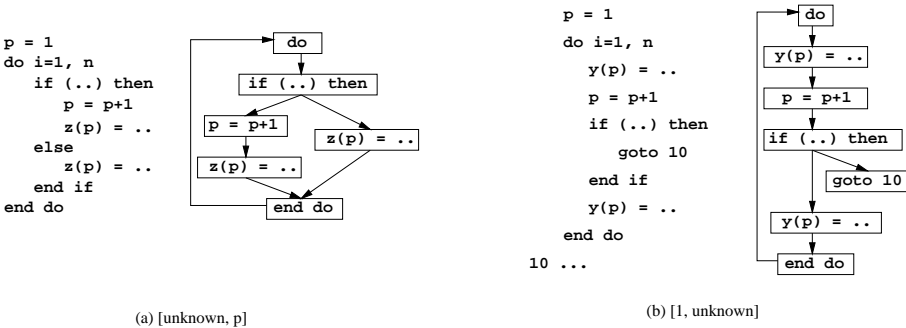 p = 1
do i=1, n
if (..) then
p = p+1
z(p) = ..
else
z(p) = ..
end if
end do
do
if (..) then
p = p+1
z(p) = ..
z(p) = ..
end do
(a) [unknown, p]
p = 1
do i=1, n
y(p) = ..
p = p+1
if (..) then
goto 10
end if
y(p) = ..
end do
10 ...
do
y(p) = ..
p = p+1
if (..) then
goto 10
y(p) = ..
end do
(b) [1, unknown]